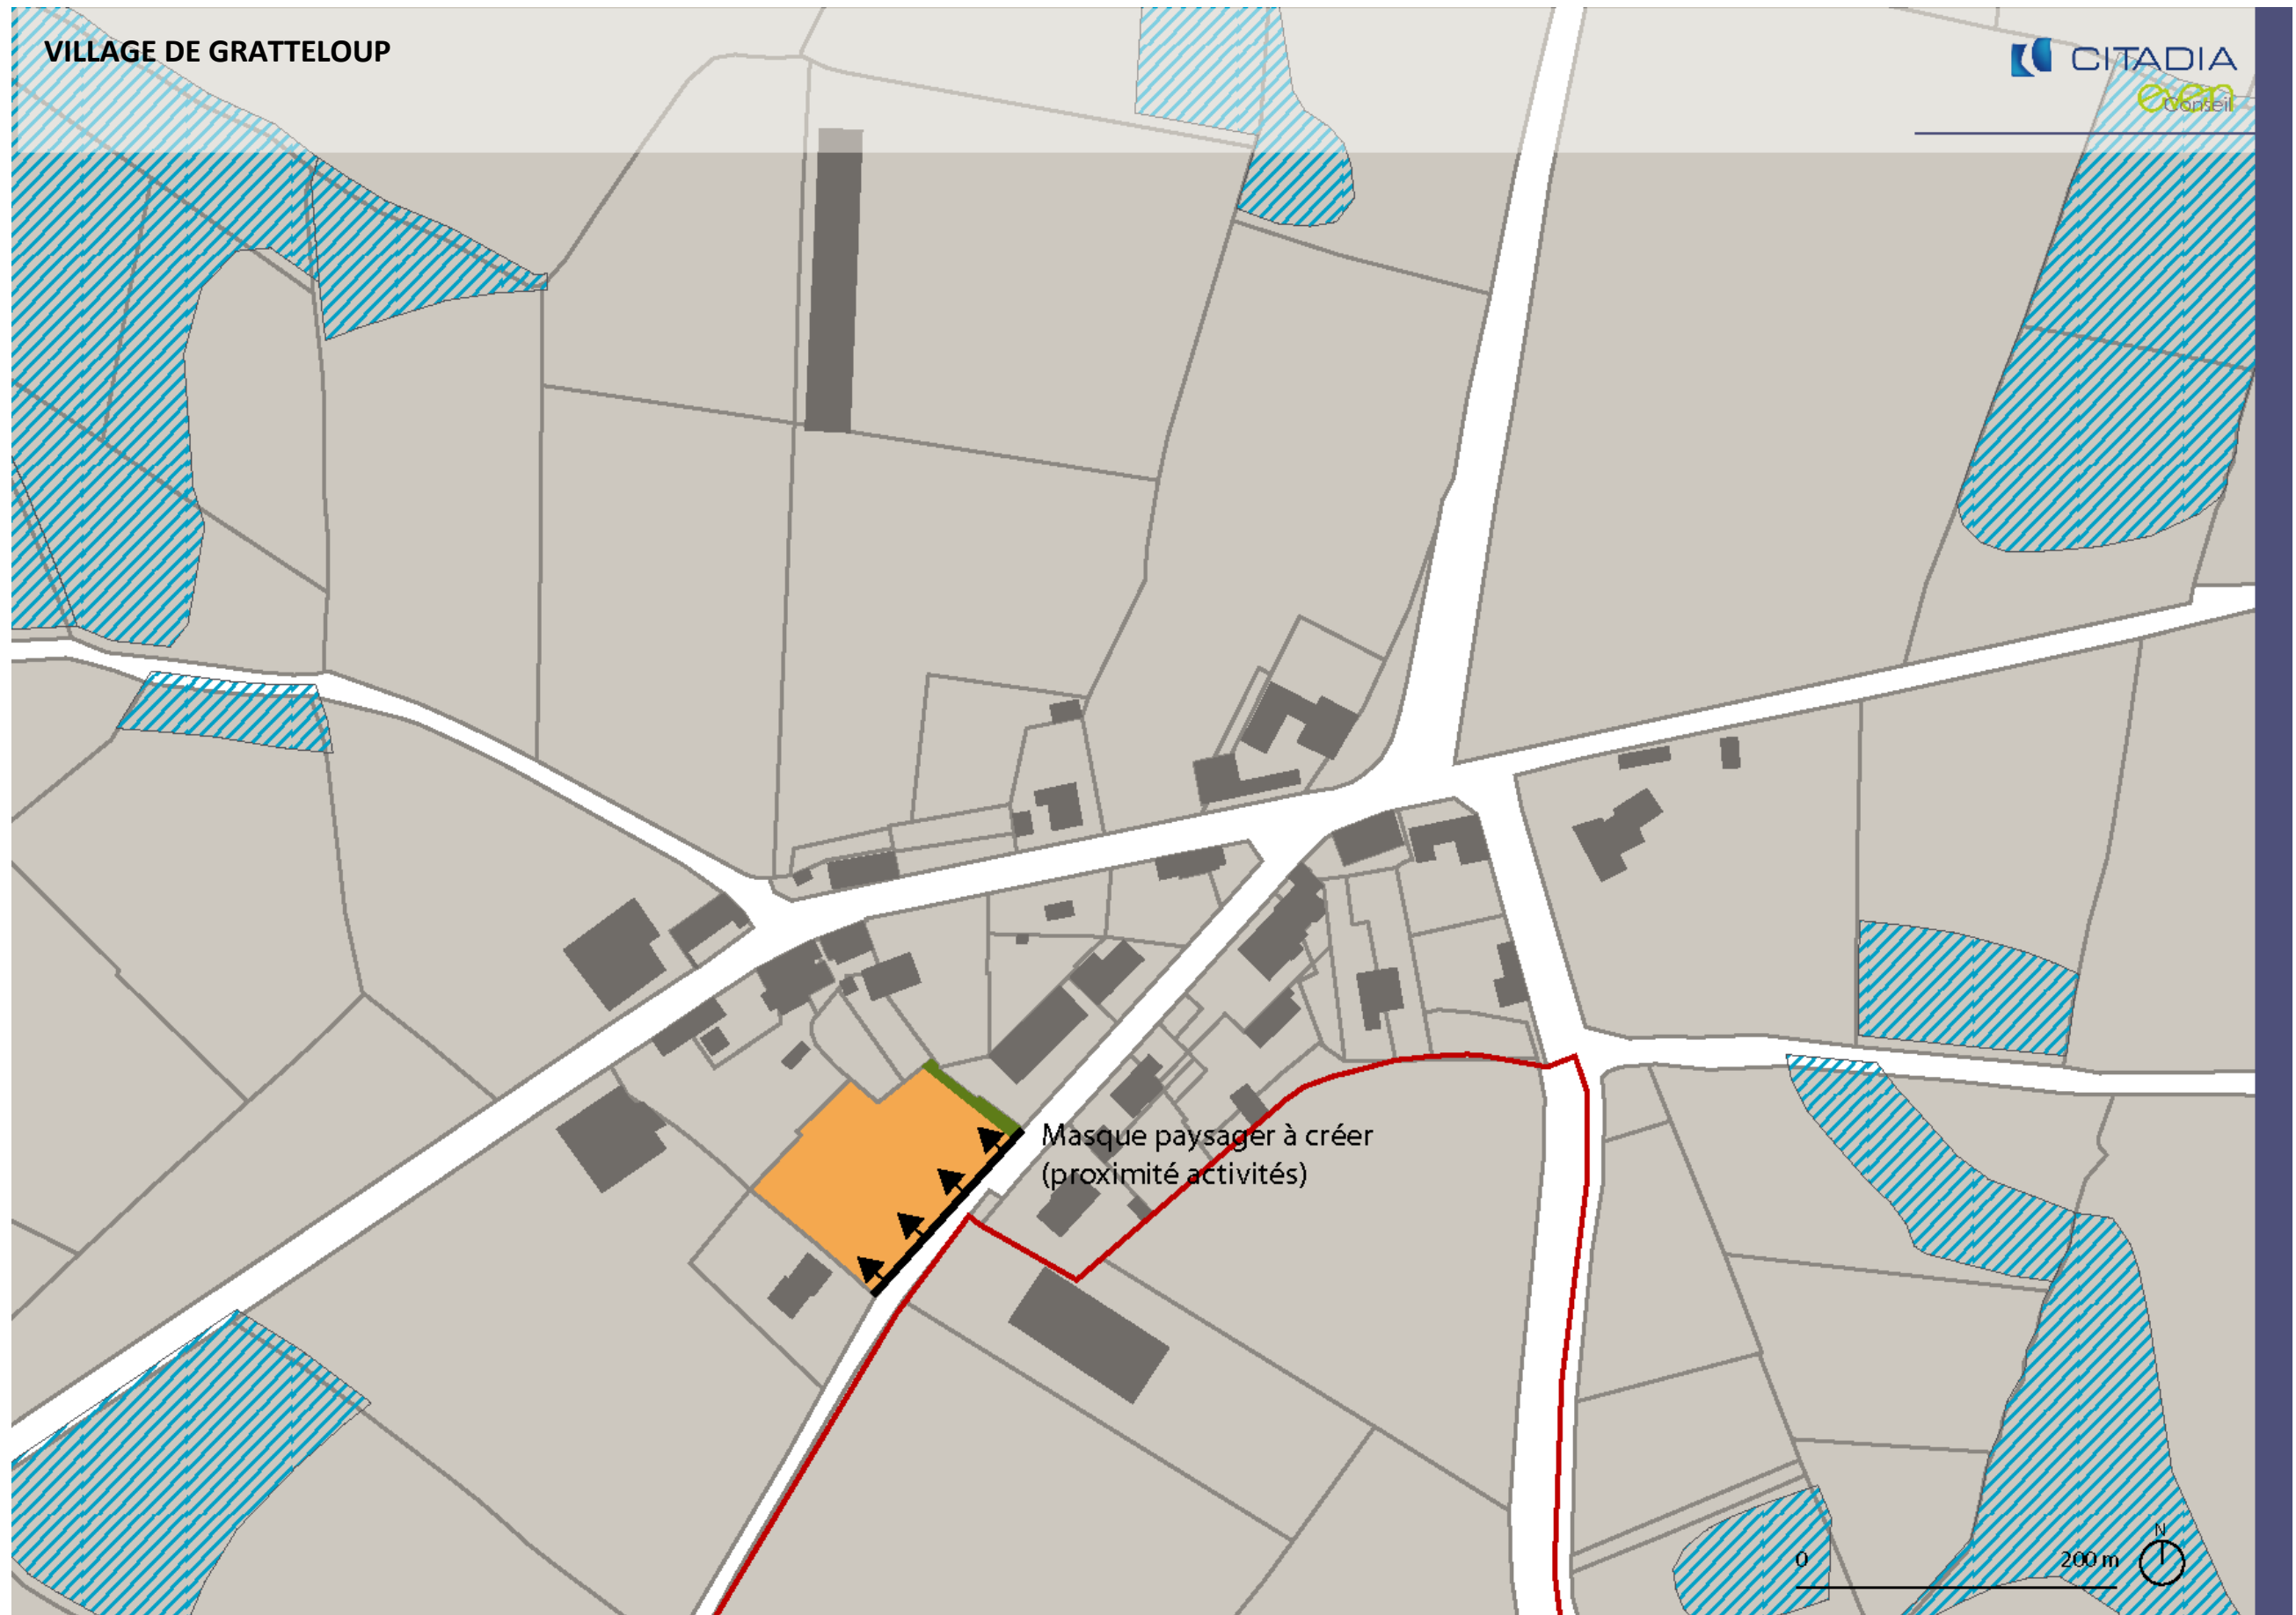 VILLAGE DE GRATTELOUP
CITADIA
even
Conseil
Masque paysager à créer
(proximité activités)
N
0 200 m